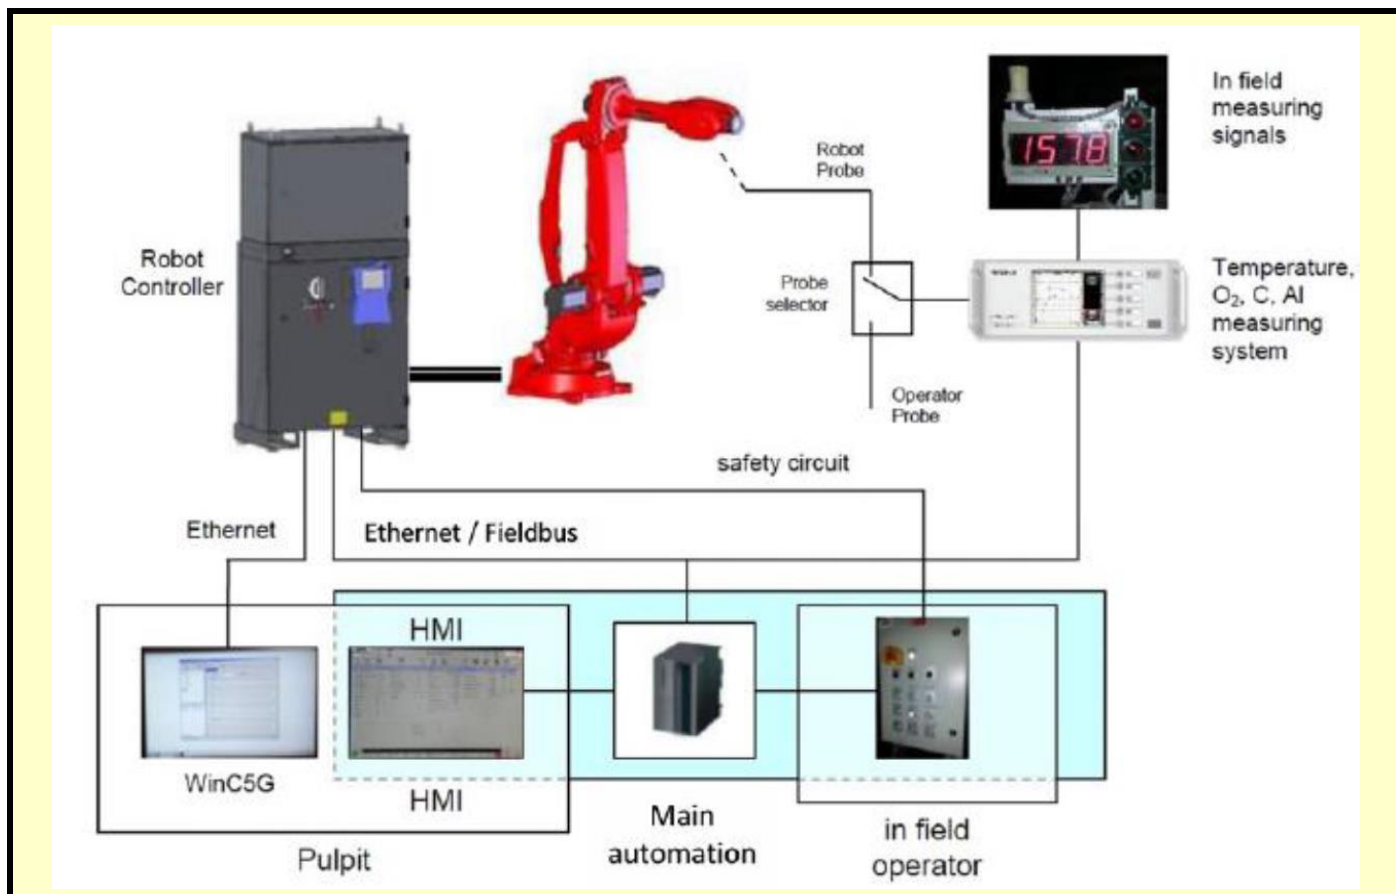 In field
measuring
signals
1578
Robot
Probe
Robot
Controller
Probe
selector
Temperature,
O₂, C, Al
measuring
system
Operator
Probe
safety circuit
Ethernet
Ethernet / Fieldbus
HMI
WinC5G
HMI
Main
automation
in field
operator
Pulpit